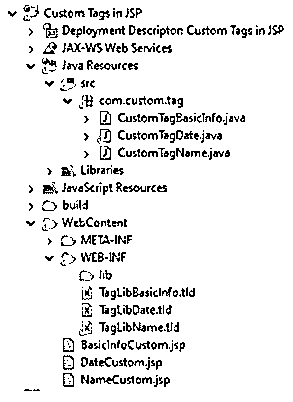 Custom Tags in JSP
Deployment Descripton Custom Tags in JSP
JAX-WS Web Services
Java Resources
src
com.custom.tag
CustomTagBasicInfo.java
CustomTagDate.java
CustomTagName.java
Libraries
JavaScript Resources
build
WebContent
META-INF
WEB-INF
lib
TagLibBasicInfo.tld
TagLibDate.tld
TagLibName.tld
BasicInfoCustom.jsp
DateCustom.jsp
NameCustom.jsp